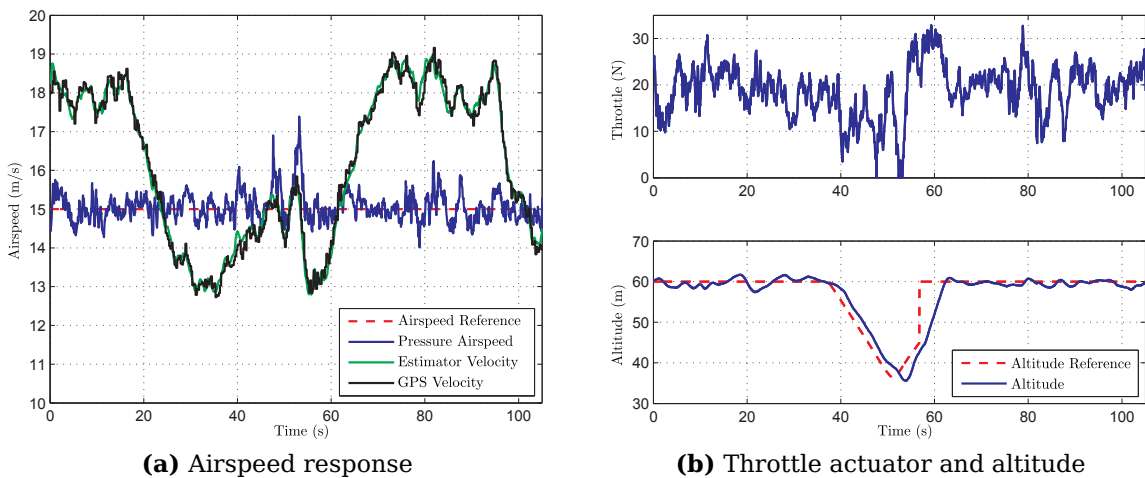 20
19
18
17
16
15
14
13
12
11
10
Airspeed (m/s)
0 20 40 60 80 100
Time (s)
Airspeed Reference
Pressure Airspeed
Estimator Velocity
GPS Velocity
(a) Airspeed response
30
20
10
0
Throttle (N)
0 20 40 60 80 100
70
60
50
40
30
Altitude (m)
0 20 40 60 80 100
Time (s)
Altitude Reference
Altitude
(b) Throttle actuator and altitude